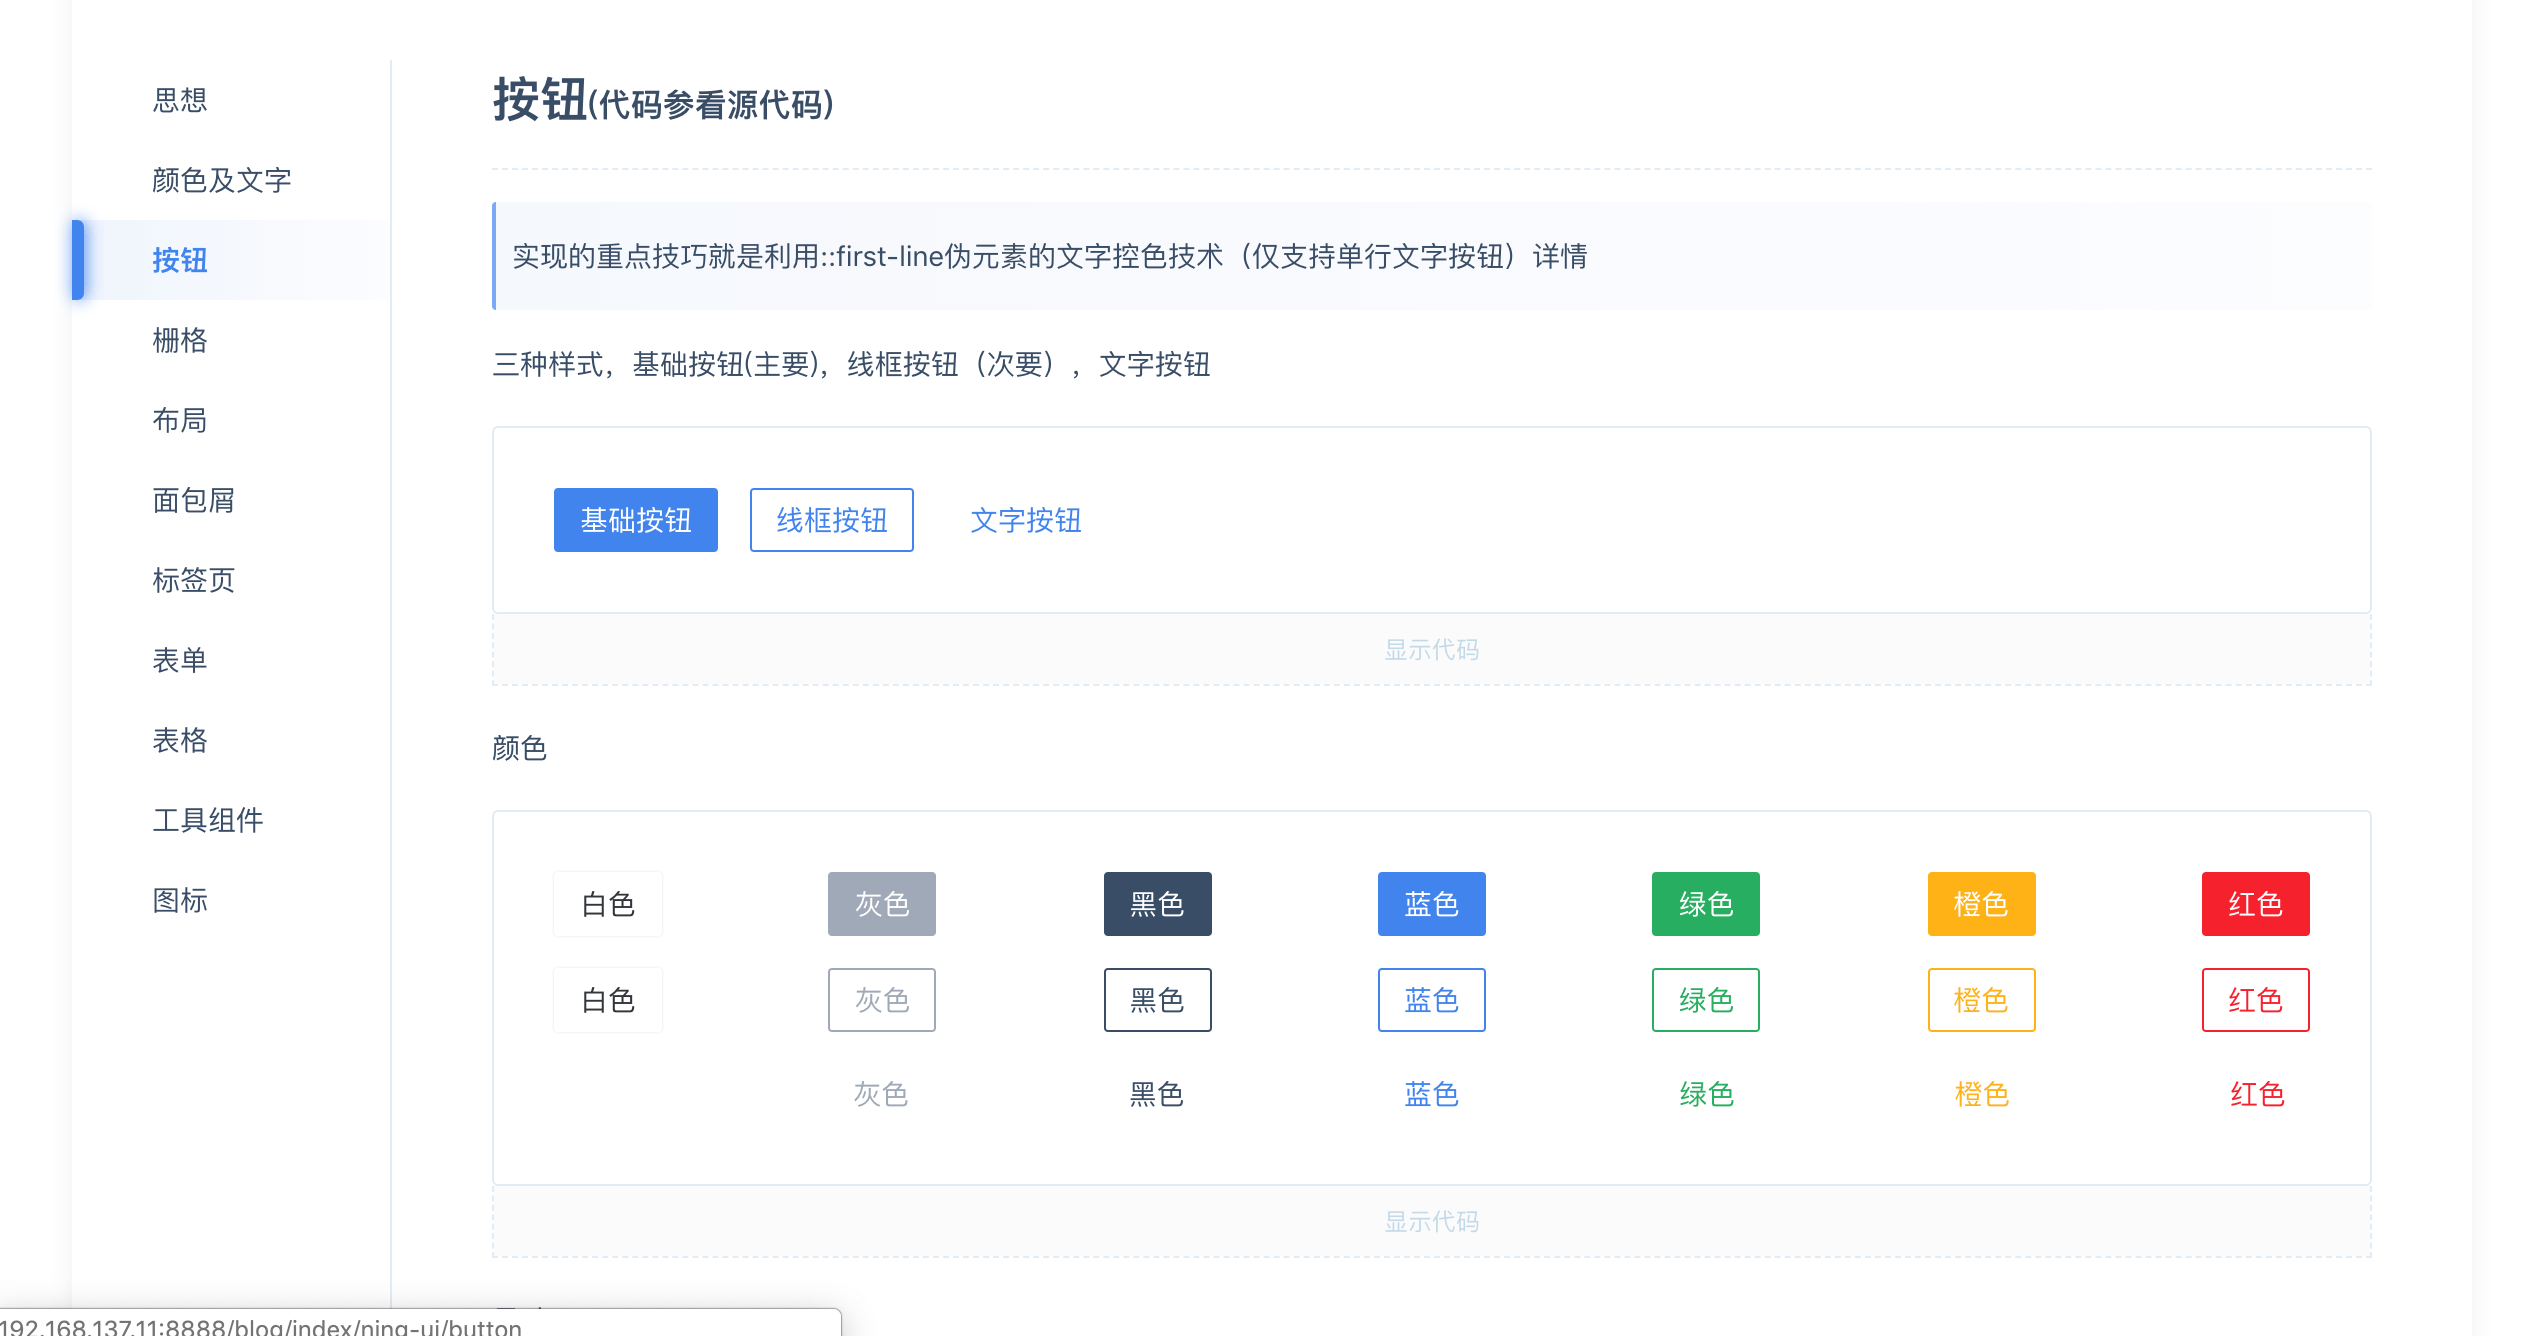 思想
颜色及文字
按钮
栅格
布局
面包屑
标签页
表单
表格
工具组件
图标
按钮(代码参看源代码)
实现的重点技巧就是利用::first-line伪元素的文字控色技术（仅支持单行文字按钮）详情
三种样式，基础按钮(主要)，线框按钮（次要），文字按钮
基础按钮 线框按钮 文字按钮
显示代码
颜色
白色 灰色 黑色 蓝色 绿色 橙色 红色
白色 灰色 黑色 蓝色 绿色 橙色 红色
灰色 黑色 蓝色 绿色 橙色 红色
显示代码
192.168.137.11:8888/blog/index/ning-ui/button